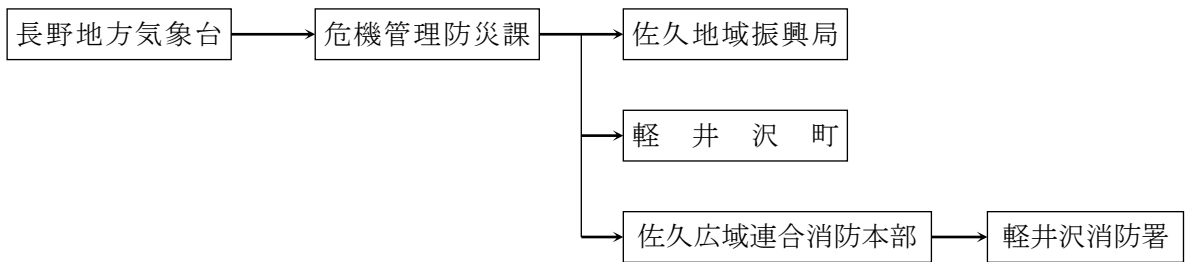 長野地方気象台
危機管理防災課
佐久地域振興局
軽井沢町
佐久広域連合消防本部
軽井沢消防署